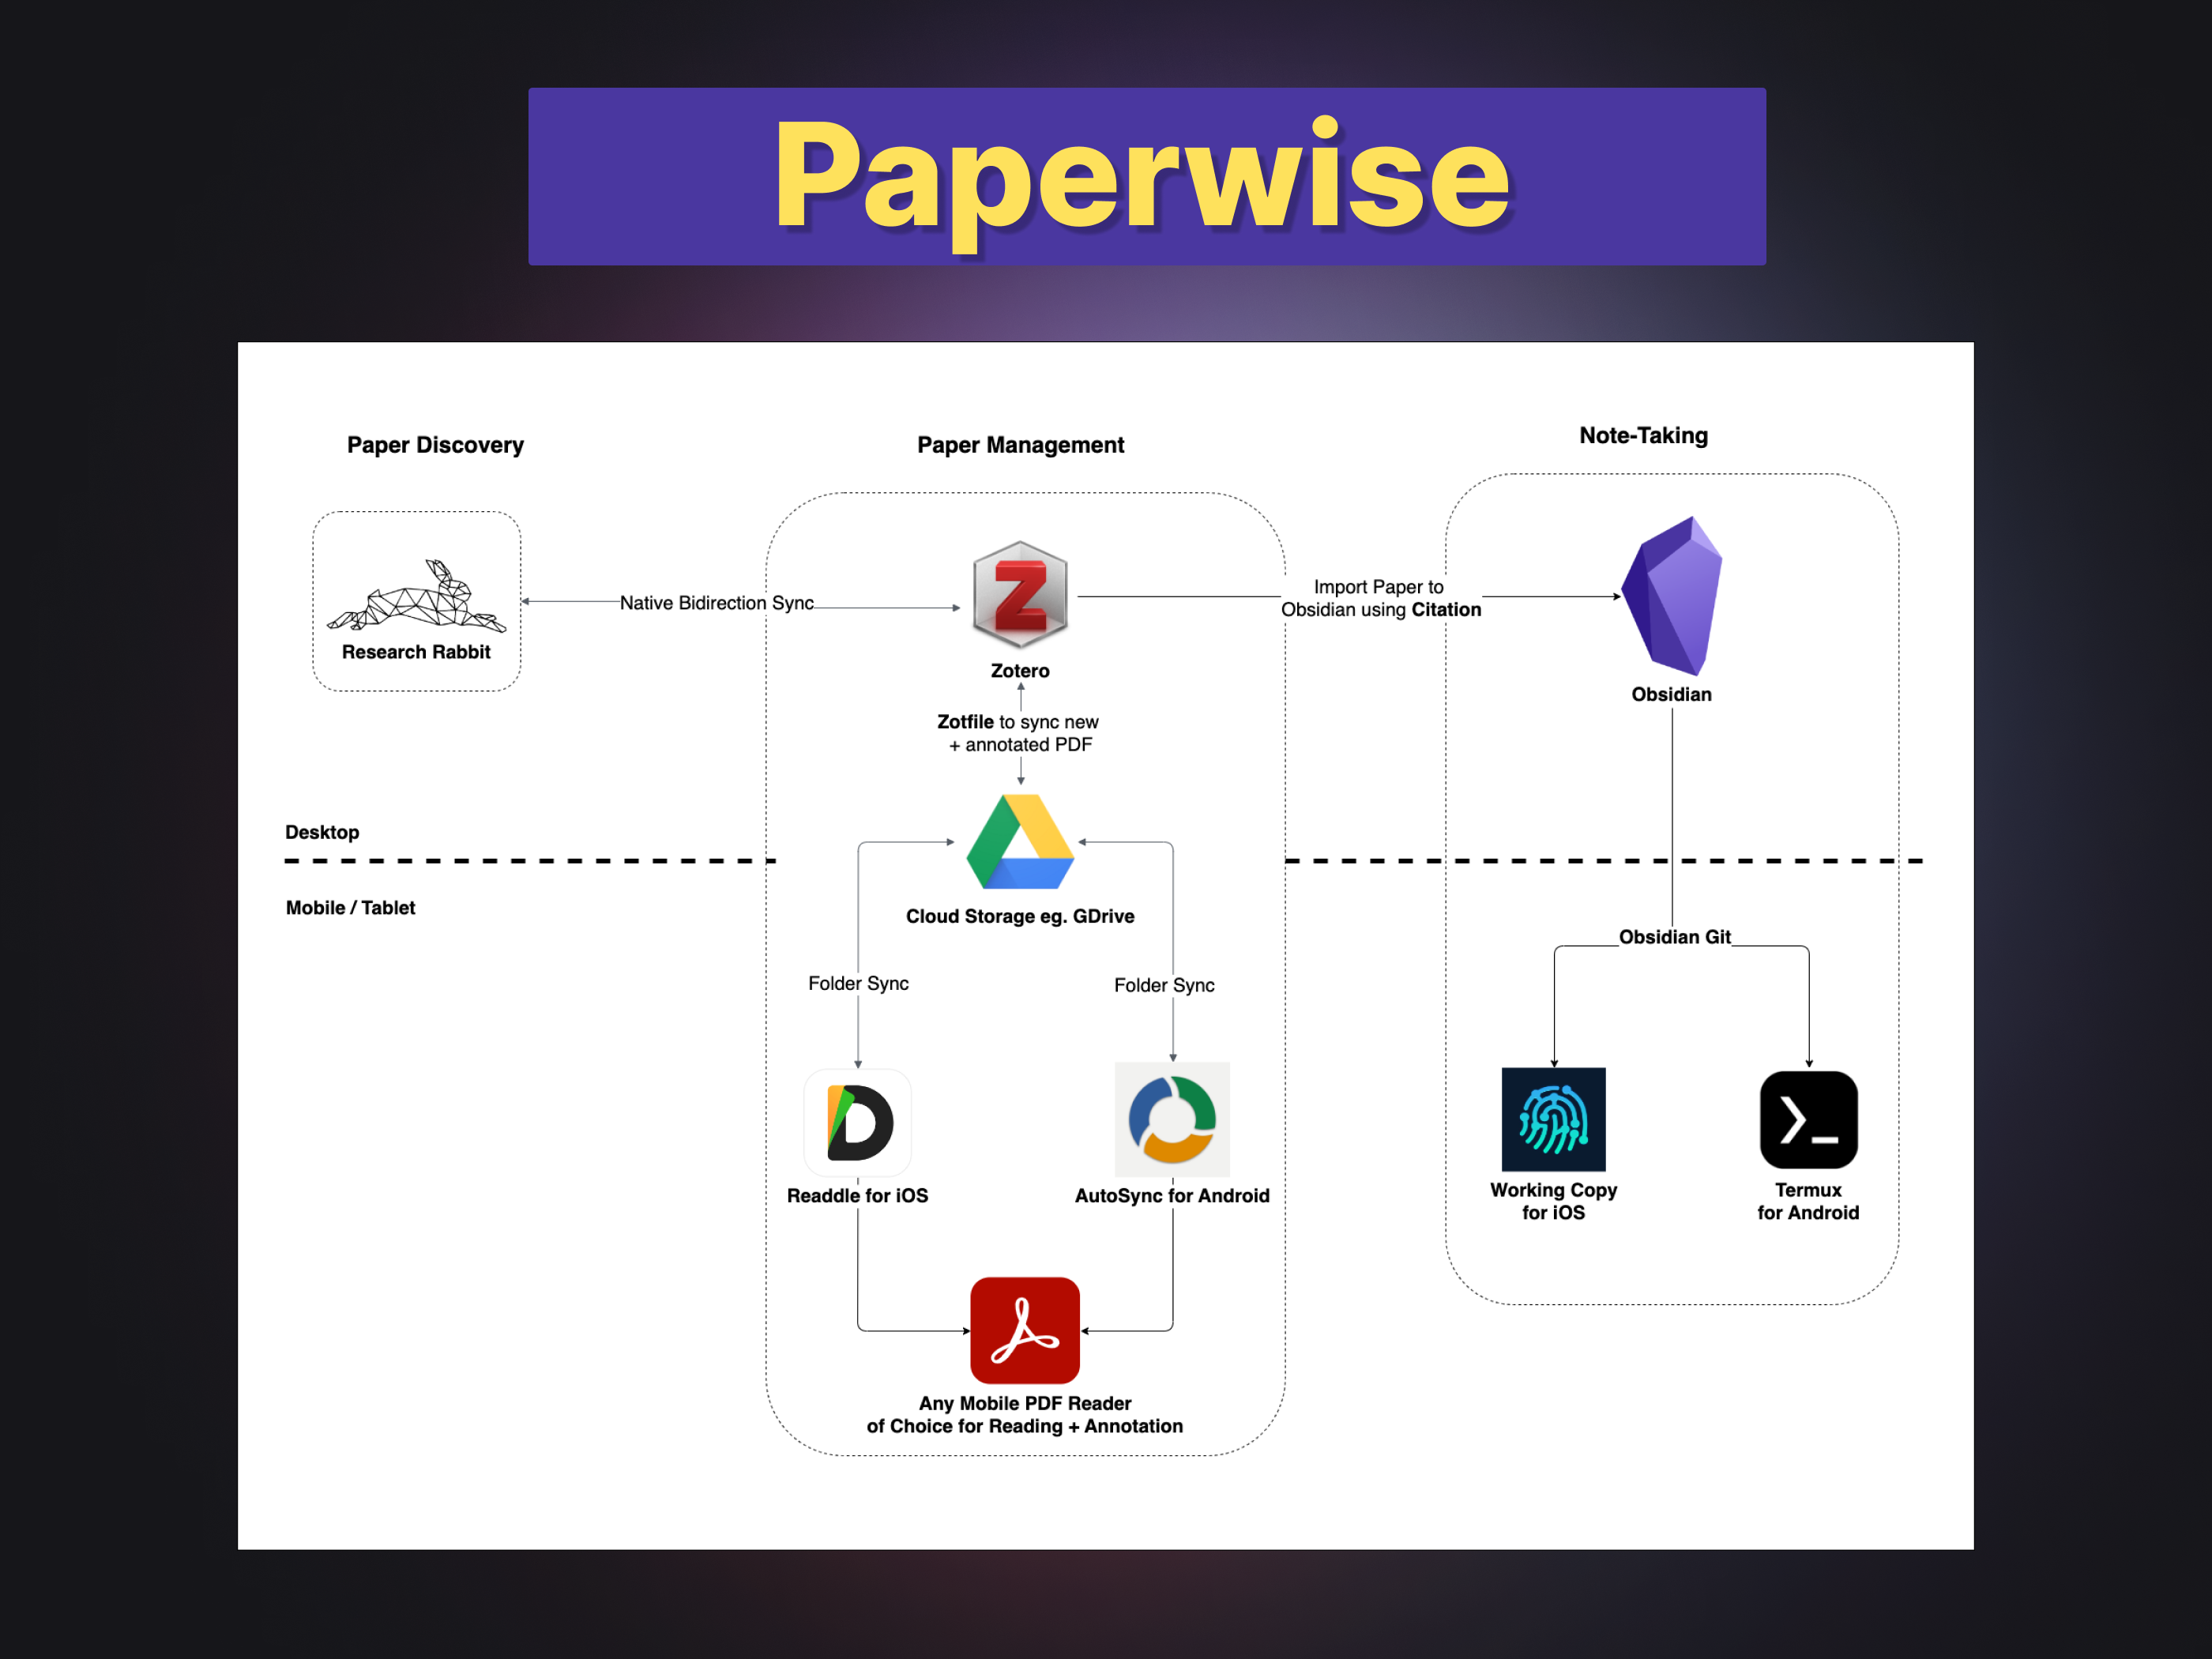 Paperwise
Paper Discovery
Paper Management
Note-Taking
Research Rabbit
Native Bidirection Sync
Zotero
Import Paper to
Obsidian using Citation
Obsidian
Zotfile to sync new
+ annotated PDF
Desktop
Mobile / Tablet
Cloud Storage eg. GDrive
Folder Sync
Folder Sync
Obsidian Git
Readdle for iOS
AutoSync for Android
Working Copy
for iOS
Termux
for Android
Any Mobile PDF Reader
of Choice for Reading + Annotation